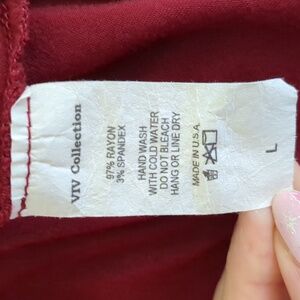 VIV Collection
97% RAYON
3% SPANDEX
HAND WASH
WITH COLD WATER
DO NOT BLEACH
HANG OR LINE DRY
MADE IN U.S.A.
L